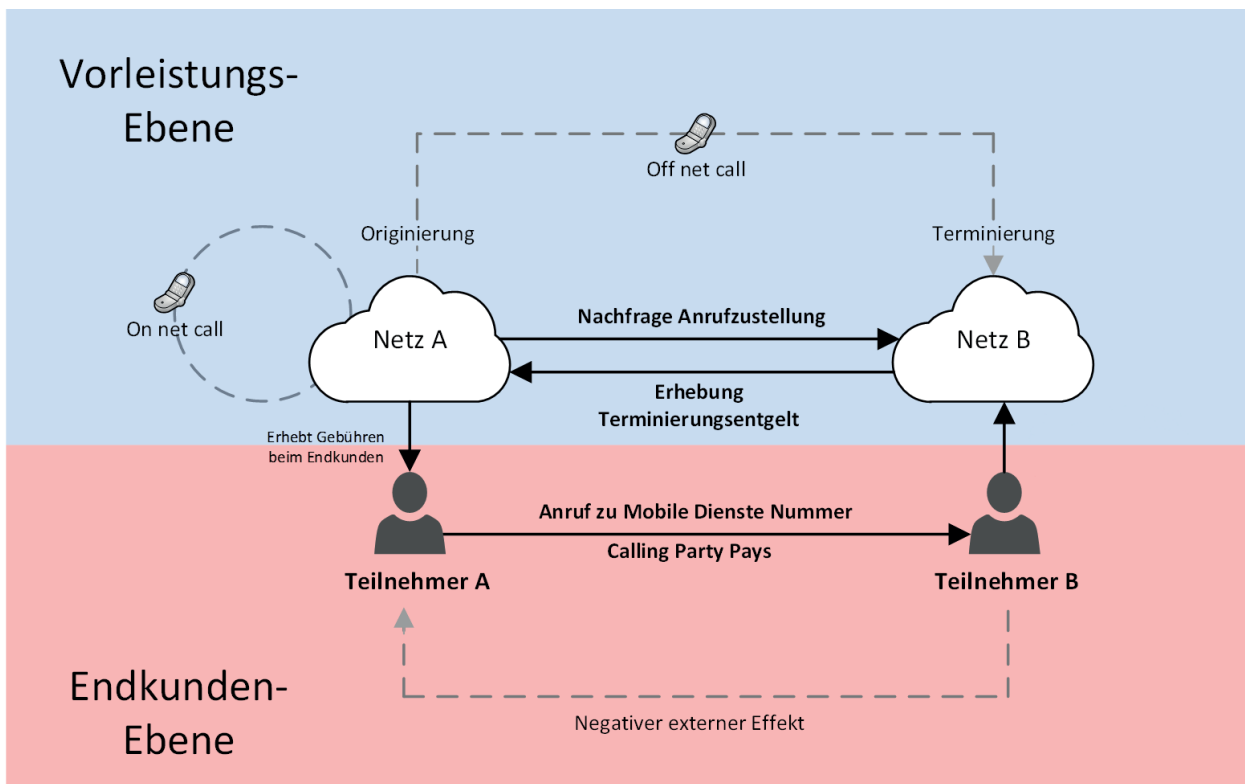 Vorleistungs-
Ebene
Off net call
Originierung
Terminierung
On net call
Netz A
Nachfrage Anrufzustellung
Netz B
Erhebung
Terminierungsentgelt
Erhebt Gebühren
beim Endkunden
Anruf zu Mobile Dienste Nummer
Calling Party Pays
Teilnehmer A
Teilnehmer B
Endkunden-
Ebene
Negativer externer Effekt